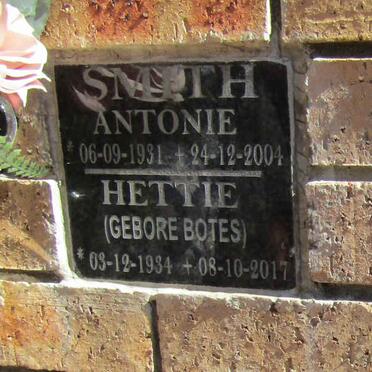 SMITH
ANTONIE
* 06-09-1931 + 24-12-2004
HETTIE
(GEBORE BOTES)
* 03-12-1934 + 08-10-2017